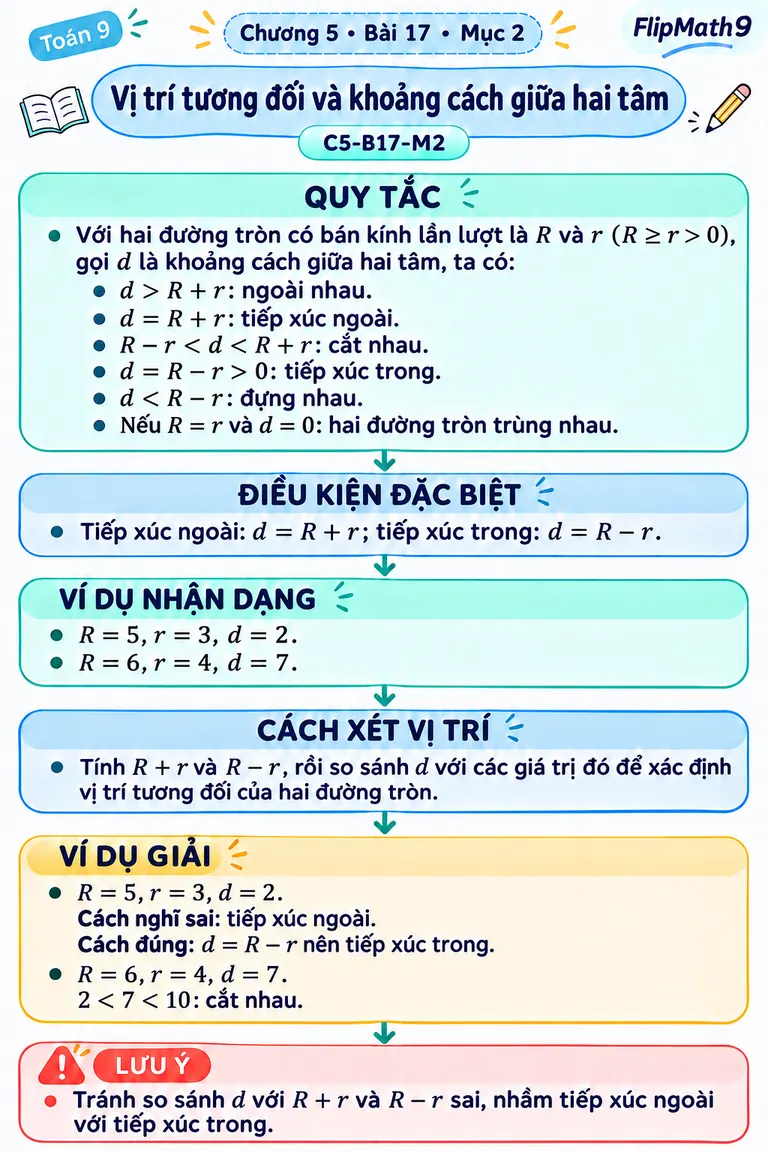 Toán 9
Chương 5 • Bài 17 • Mục 2
FlipMath9
Vị trí tương đối và khoảng cách giữa hai tâm
C5-B17-M2
QUY TẮC
• Với hai đường tròn có bán kính lần lượt là R và r (R ≥ r > 0),
gọi d là khoảng cách giữa hai tâm, ta có:
• d > R + r: ngoài nhau.
• d = R + r: tiếp xúc ngoài.
• R − r < d < R + r: cắt nhau.
• d = R − r > 0: tiếp xúc trong.
• d < R − r: đựng nhau.
• Nếu R = r và d = 0: hai đường tròn trùng nhau.
ĐIỀU KIỆN ĐẶC BIỆT
• Tiếp xúc ngoài: d = R + r; tiếp xúc trong: d = R − r.
VÍ DỤ NHẬN DẠNG
• R = 5, r = 3, d = 2.
• R = 6, r = 4, d = 7.
CÁCH XÉT VỊ TRÍ
• Tính R + r và R − r, rồi so sánh d với các giá trị đó để xác định
vị trí tương đối của hai đường tròn.
VÍ DỤ GIẢI
• R = 5, r = 3, d = 2.
Cách nghĩ sai: tiếp xúc ngoài.
Cách đúng: d = R − r nên tiếp xúc trong.
• R = 6, r = 4, d = 7.
2 < 7 < 10: cắt nhau.
LƯU Ý
• Tránh so sánh d với R + r và R − r sai, nhầm tiếp xúc ngoài
với tiếp xúc trong.